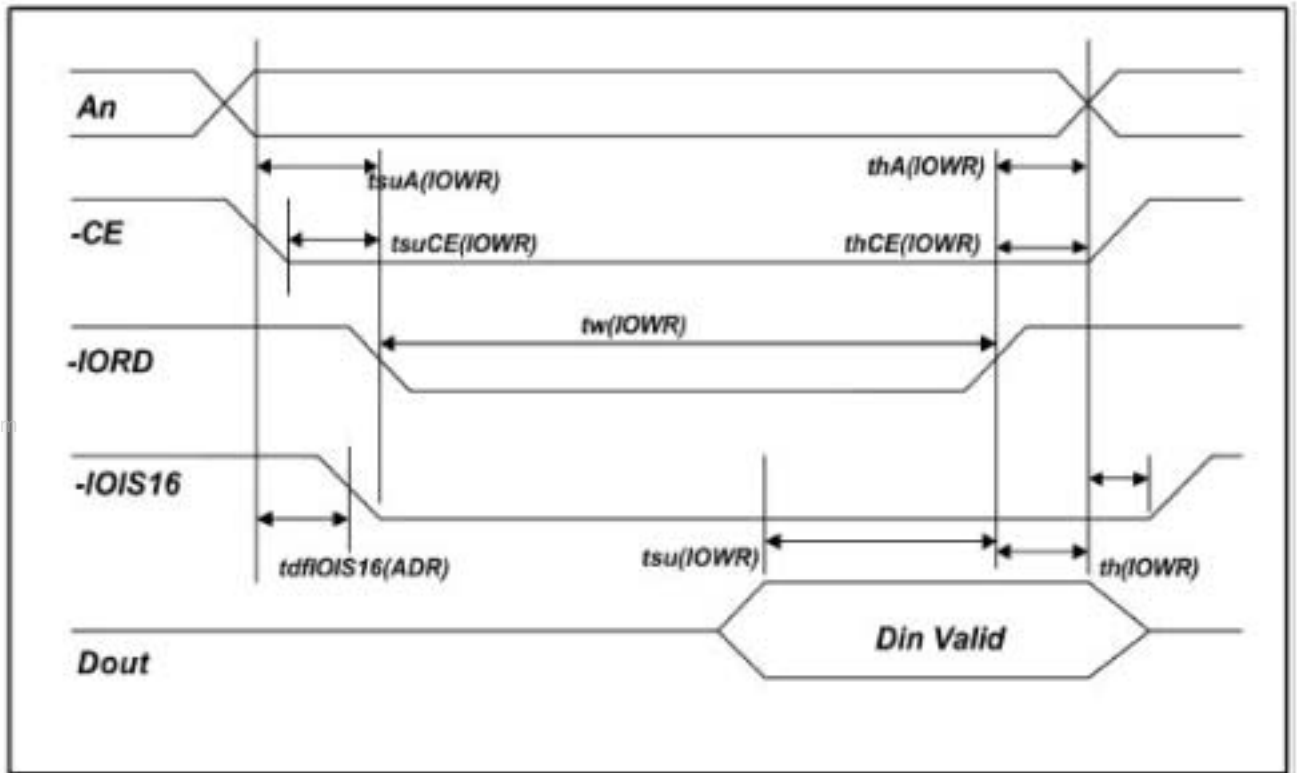 An
tsuA(IOWR)
thA(IOWR)
-CE
tsuCE(IOWR)
thCE(IOWR)
tw(IOWR)
-IORD
m
-IOIS16
tsu(IOWR)
tdfIOIS16(ADR)
th(IOWR)
Din Valid
Dout